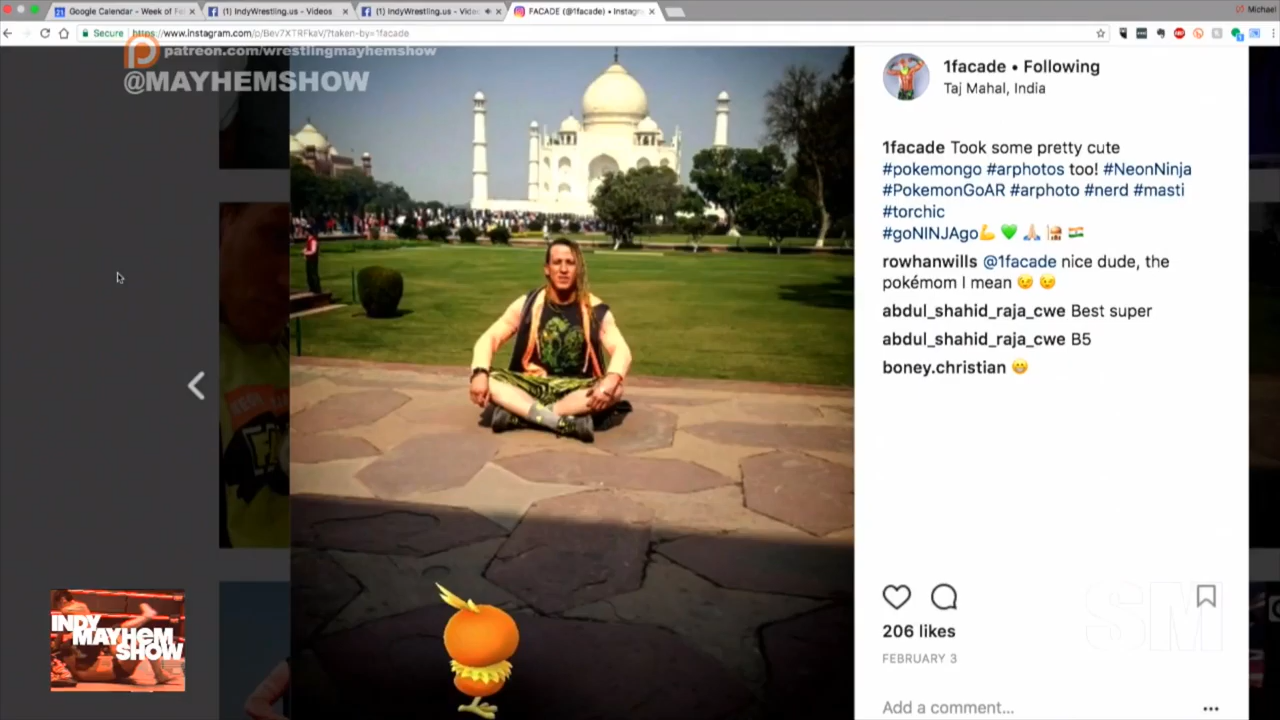 Google Calendar - Week of Fe
(1) IndyWrestling.us - Videos
(1) IndyWrestling.us - Vide
FACADE (@1facade) • Instagr
Michael
Secure
https://www.instagram.com/p/Bev7XTRFkaV/?taken-by=1facade
patreon.com/wrestlingmayhemshow
@MAYHEMSHOW
1facade • Following
Taj Mahal, India
1facade Took some pretty cute
#pokemongo #arphotos too! #NeonNinja
#PokemonGoAR #arphoto #nerd #masti
#torchic
#goNINJAgo💪 💚 🙏🏻 🕌 🇮🇳
rowhanwills @1facade nice dude, the
pokémom I mean 😉 😉
abdul_shahid_raja_cwe Best super
abdul_shahid_raja_cwe B5
boney.christian 😁
206 likes
FEBRUARY 3
Add a comment...
INDY
MAYHEM
SHOW
SM